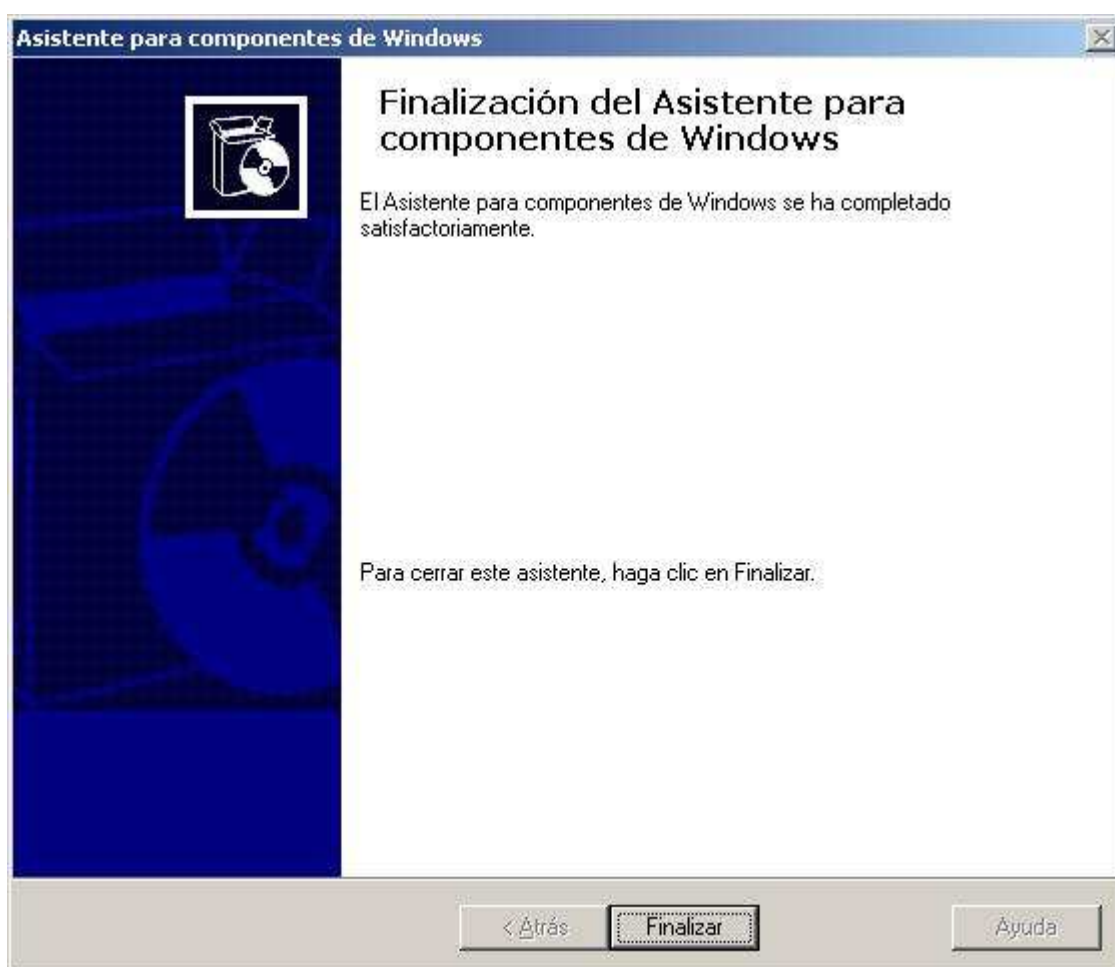 Asistente para componentes de Windows
Finalización del Asistente para
componentes de Windows
El Asistente para componentes de Windows se ha completado
satisfactoriamente.
Para cerrar este asistente, haga clic en Finalizar.
< Atrás
Finalizar
Ayuda